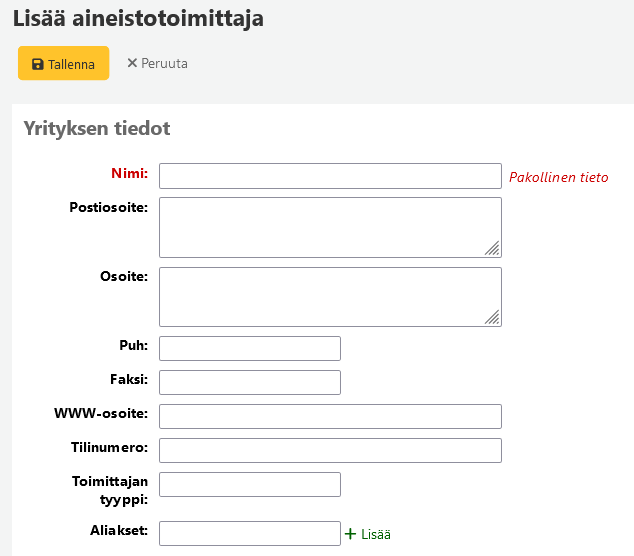 Lisää aineistotoimittaja
Tallenna
Peruuta
Yrityksen tiedot
Nimi:
Pakollinen tieto
Postiosoite:
Osoite:
Puh:
Faksi:
WWW-osoite:
Tilinumero:
Toimittajan
tyyppi:
Aliakset:
+ Lisää